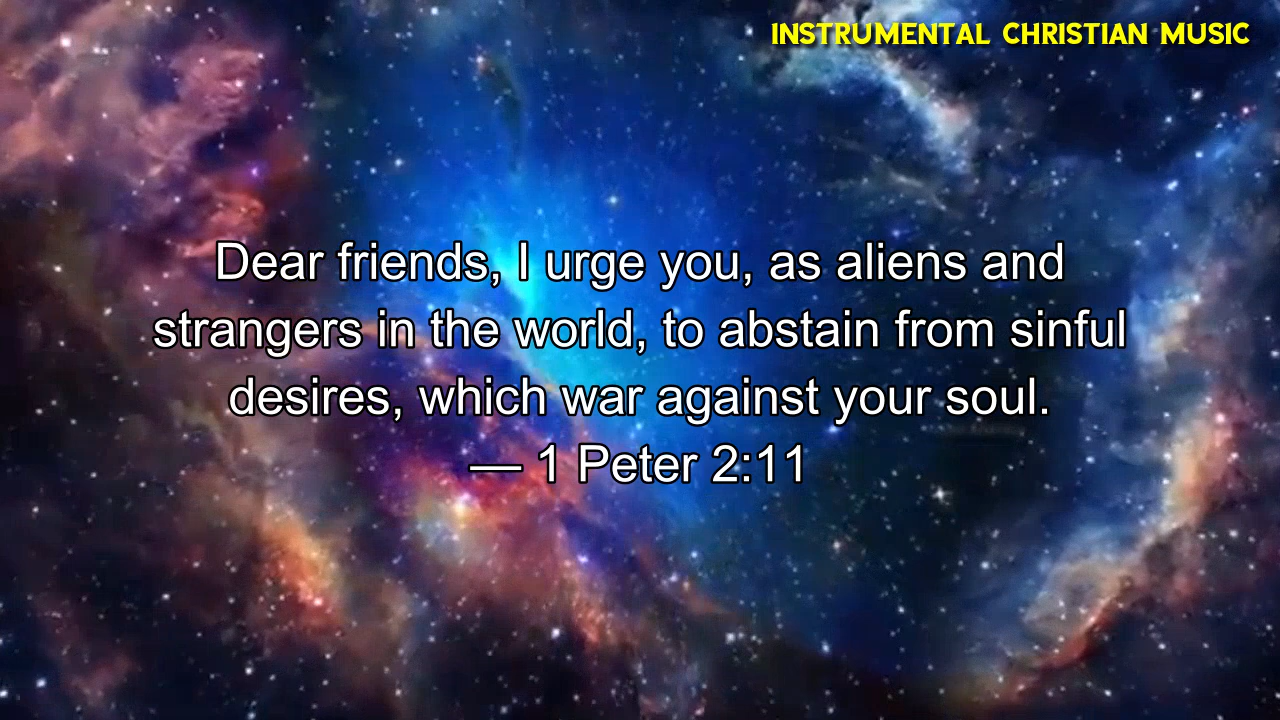 INSTRUMENTAL CHRISTIAN MUSIC
Dear friends, I urge you, as aliens and
strangers in the world, to abstain from sinful
desires, which war against your soul.
— 1 Peter 2:11